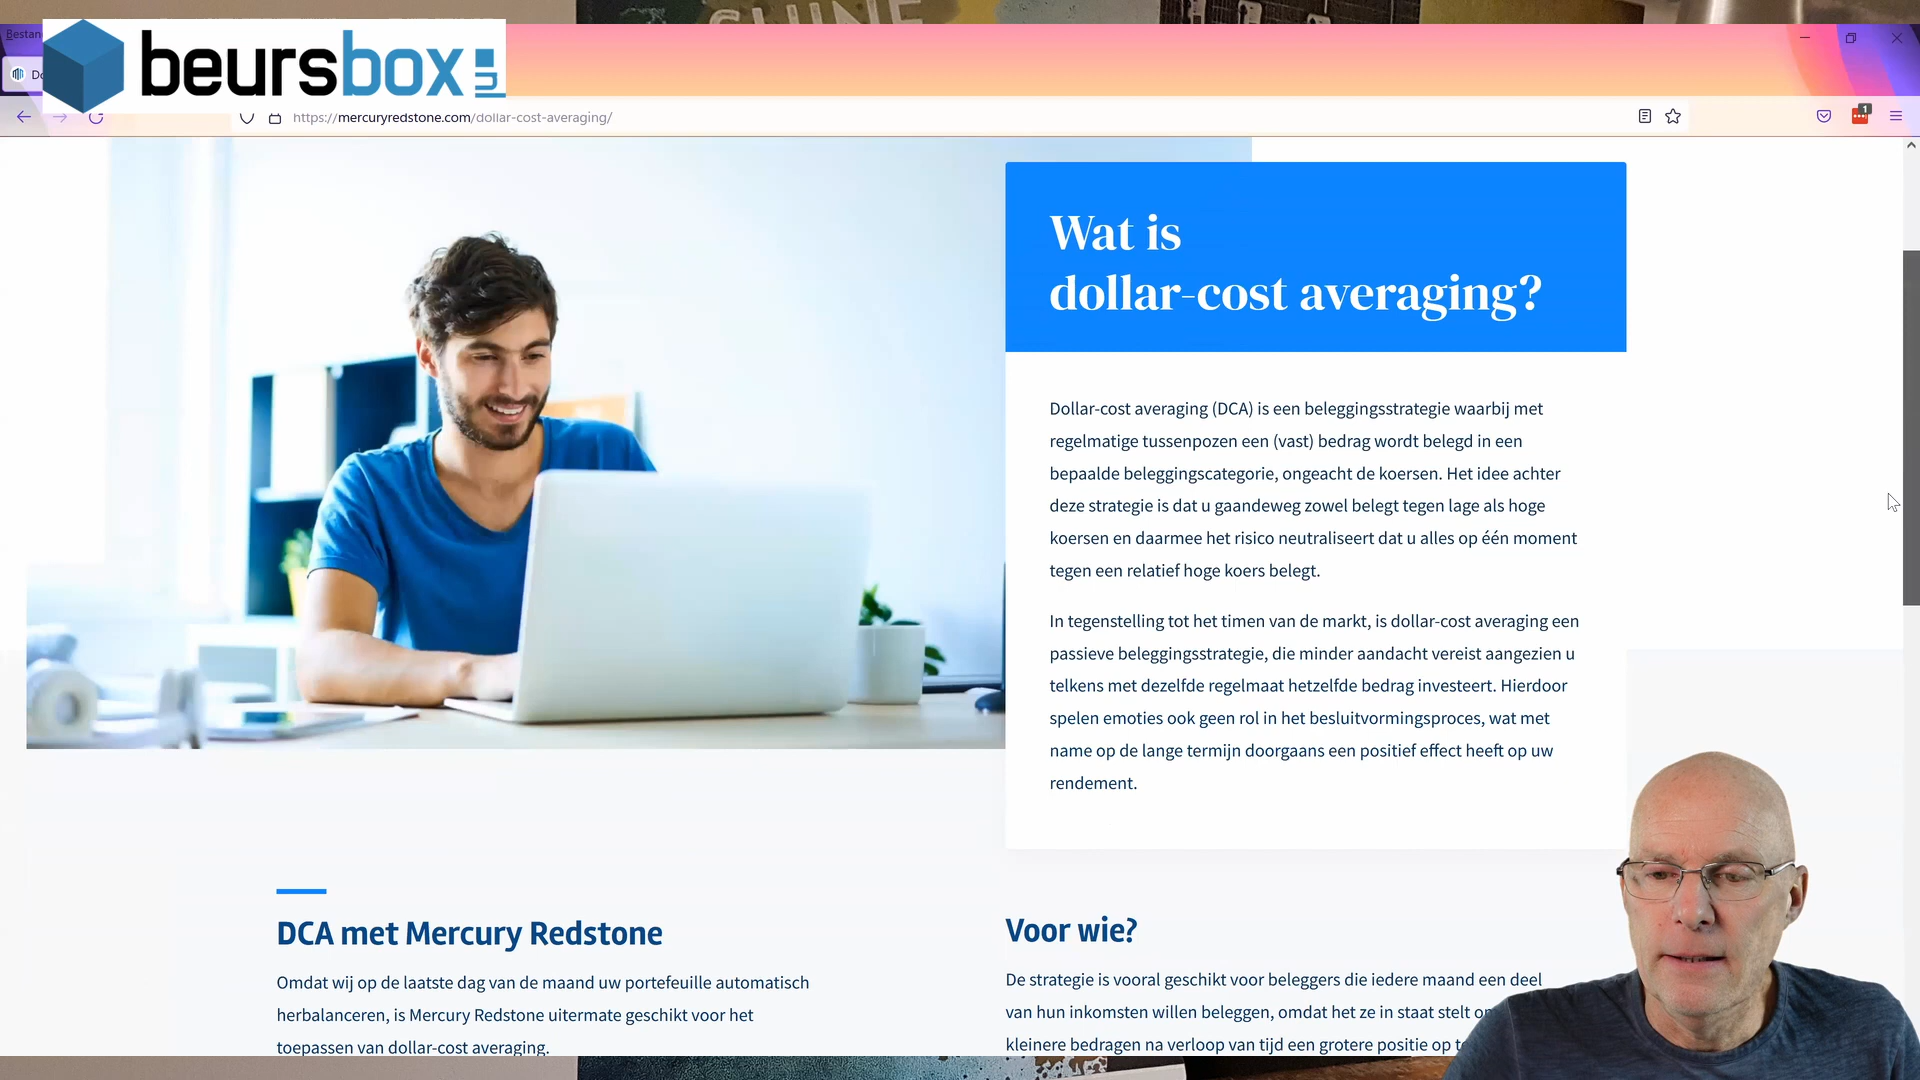 SHINE
Bestan
beursbox.nl
Do
https://mercuryredstone.com/dollar-cost-averaging/
1
Wat is
dollar-cost averaging?
Dollar-cost averaging (DCA) is een beleggingsstrategie waarbij met
regelmatige tussenpozen een (vast) bedrag wordt belegd in een
bepaalde beleggingscategorie, ongeacht de koersen. Het idee achter
deze strategie is dat u gaandeweg zowel belegt tegen lage als hoge
koersen en daarmee het risico neutraliseert dat u alles op één moment
tegen een relatief hoge koers belegt.
In tegenstelling tot het timen van de markt, is dollar-cost averaging een
passieve beleggingsstrategie, die minder aandacht vereist aangezien u
telkens met dezelfde regelmaat hetzelfde bedrag investeert. Hierdoor
spelen emoties ook geen rol in het besluitvormingsproces, wat met
name op de lange termijn doorgaans een positief effect heeft op uw
rendement.
DCA met Mercury Redstone
Omdat wij op de laatste dag van de maand uw portefeuille automatisch
herbalanceren, is Mercury Redstone uitermate geschikt voor het
toepassen van dollar-cost averaging.
Voor wie?
De strategie is vooral geschikt voor beleggers die iedere maand een deel
van hun inkomsten willen beleggen, omdat het ze in staat stelt om
kleinere bedragen na verloop van tijd een grotere positie op t